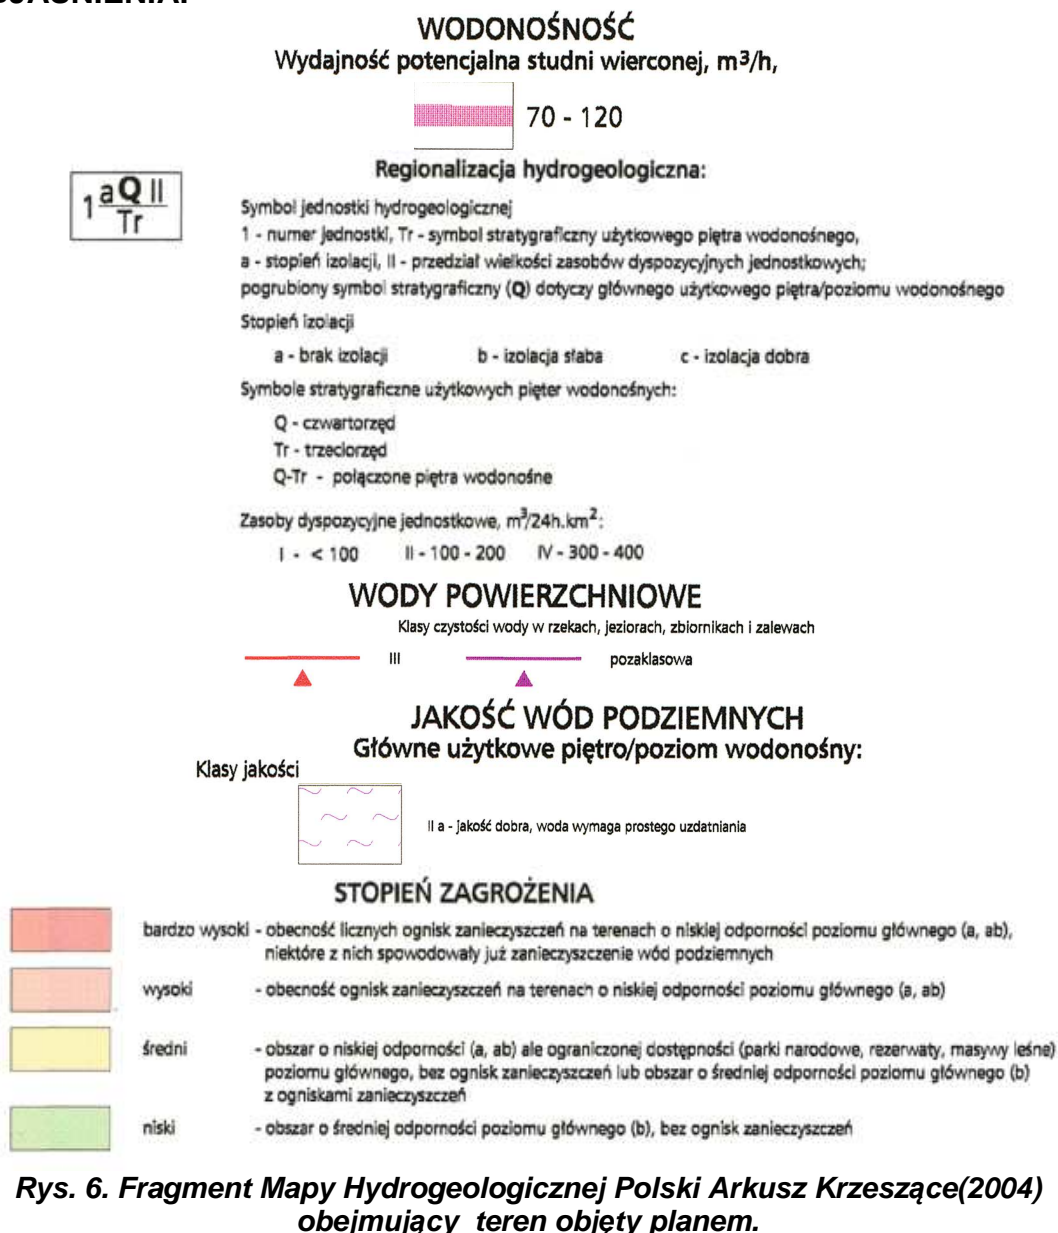 WODONOŚNOŚĆ
Wydajność potencjalna studni wierconej, m³/h,
70 - 120
Regionalizacja hydrogeologiczna:
1 aQ II
Tr
Symbol jednostki hydrogeologicznej
1 - numer jednostki, Tr - symbol stratygraficzny użytkowego piętra wodonośnego,
a - stopień izolacji, II - przedział wielkości zasobów dyspozycyjnych jednostkowych;
pogrubiony symbol stratygraficzny (Q) dotyczy głównego użytkowego piętra/poziomu wodonośnego
Stopień izolacji
a - brak izolacji b - izolacja słaba c - izolacja dobra
Symbole stratygraficzne użytkowych pięter wodonośnych:
Q - czwartorzęd
Tr - trzeciorzęd
Q-Tr - połączone piętra wodonośne
Zasoby dyspozycyjne jednostkowe, m³/24h.km²:
I - < 100 II - 100 - 200 IV - 300 - 400
WODY POWIERZCHNIOWE
Klasy czystości wody w rzekach, jeziorach, zbiornikach i zalewach
III pozaklasowa
JAKOŚĆ WÓD PODZIEMNYCH
Główne użytkowe piętro/poziom wodonośny:
Klasy jakości
II a - jakość dobra, woda wymaga prostego uzdatniania
STOPIEŃ ZAGROŻENIA
bardzo wysoki - obecność licznych ognisk zanieczyszczeń na terenach o niskiej odporności poziomu głównego (a, ab),
niektóre z nich spowodowały już zanieczyszczenie wód podziemnych
wysoki - obecność ognisk zanieczyszczeń na terenach o niskiej odporności poziomu głównego (a, ab)
średni - obszar o niskiej odporności (a, ab) ale ograniczonej dostępności (parki narodowe, rezerwaty, masywy leśne)
poziomu głównego, bez ognisk zanieczyszczeń lub obszar o średniej odporności poziomu głównego (b)
z ogniskami zanieczyszczeń
niski - obszar o średniej odporności poziomu głównego (b), bez ognisk zanieczyszczeń
Rys. 6. Fragment Mapy Hydrogeologicznej Polski Arkusz Krzeszące(2004)
obejmujący teren objęty planem.